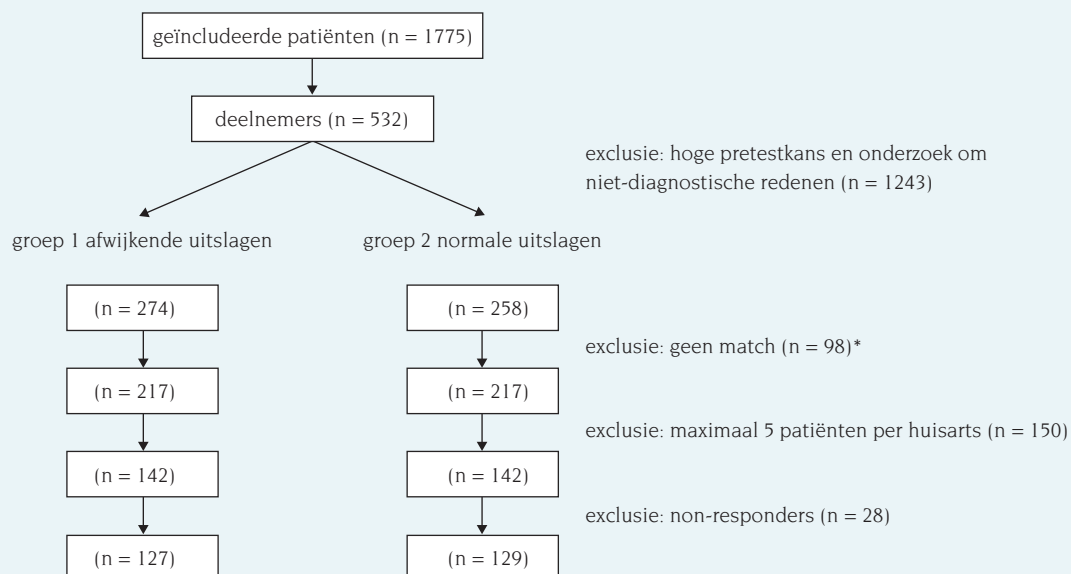 geïncludeerde patiënten (n = 1775)
deelnemers (n = 532)
exclusie: hoge pretestkans en onderzoek om
niet-diagnostische redenen (n = 1243)
groep 1 afwijkende uitslagen
groep 2 normale uitslagen
(n = 274)
(n = 258)
exclusie: geen match (n = 98)*
(n = 217)
(n = 217)
exclusie: maximaal 5 patiënten per huisarts (n = 150)
(n = 142)
(n = 142)
exclusie: non-responders (n = 28)
(n = 127)
(n = 129)